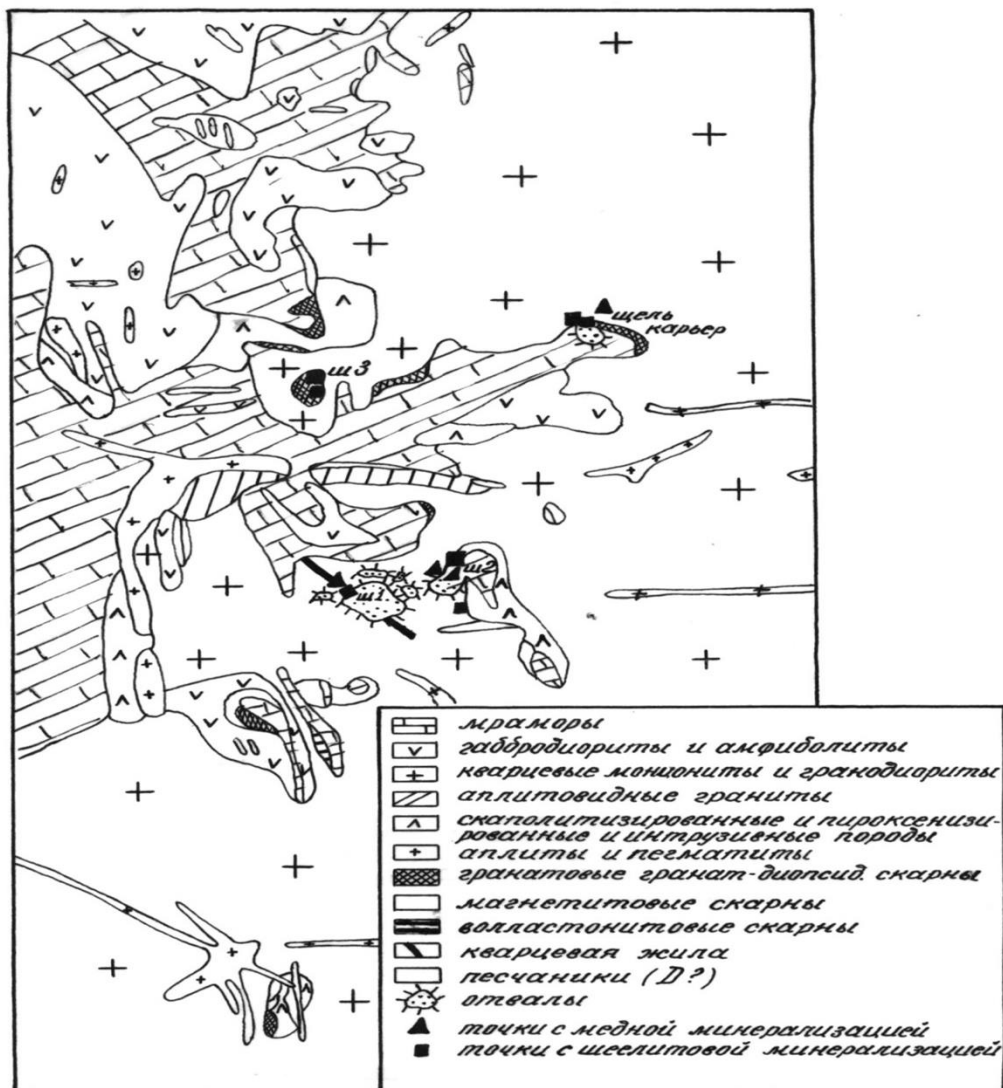 щель
карьер
ш3
ш2
ш1
мраморы
габбродиориты и амфиболиты
кварцевые монцониты и гранодиориты
аплитовидные граниты
скаполитизированные и пироксенизи-
рованные и интрузивные породы
аплиты и пегматиты
гранатовые гранат-диопсид. скарны
магнетитовые скарны
волластонитовые скарны
кварцевая жила
песчаники (D?)
отвалы
точки с медной минерализацией
точки с шеелитовой минерализацией